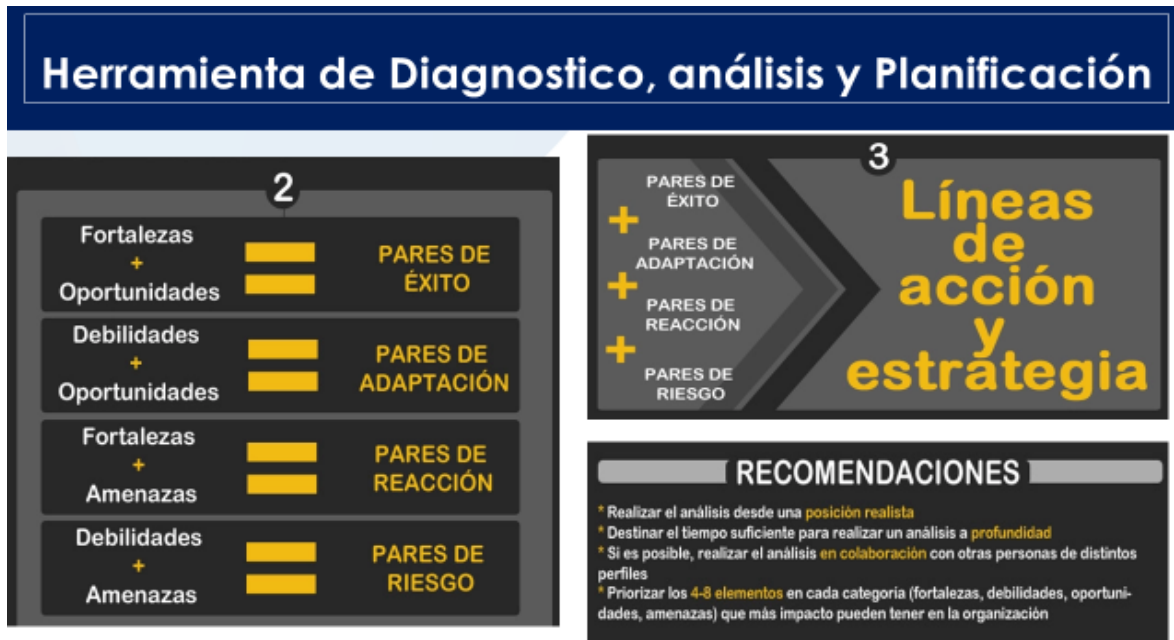 Herramienta de Diagnostico, análisis y Planificación
2
Fortalezas
+
Oportunidades
=
PARES DE
ÉXITO
Debilidades
+
Oportunidades
=
PARES DE
ADAPTACIÓN
Fortalezas
+
Amenazas
=
PARES DE
REACCIÓN
Debilidades
+
Amenazas
=
PARES DE
RIESGO
3
PARES DE
ÉXITO
+
PARES DE
ADAPTACIÓN
+
PARES DE
REACCIÓN
+
PARES DE
RIESGO
Líneas
de
acción
y
estrategia
RECOMENDACIONES
* Realizar el análisis desde una posición realista
* Destinar el tiempo suficiente para realizar un análisis a profundidad
* Si es posible, realizar el análisis en colaboración con otras personas de distintos
perfiles
* Priorizar los 4-8 elementos en cada categoría (fortalezas, debilidades, oportuni-
dades, amenazas) que más impacto pueden tener en la organización